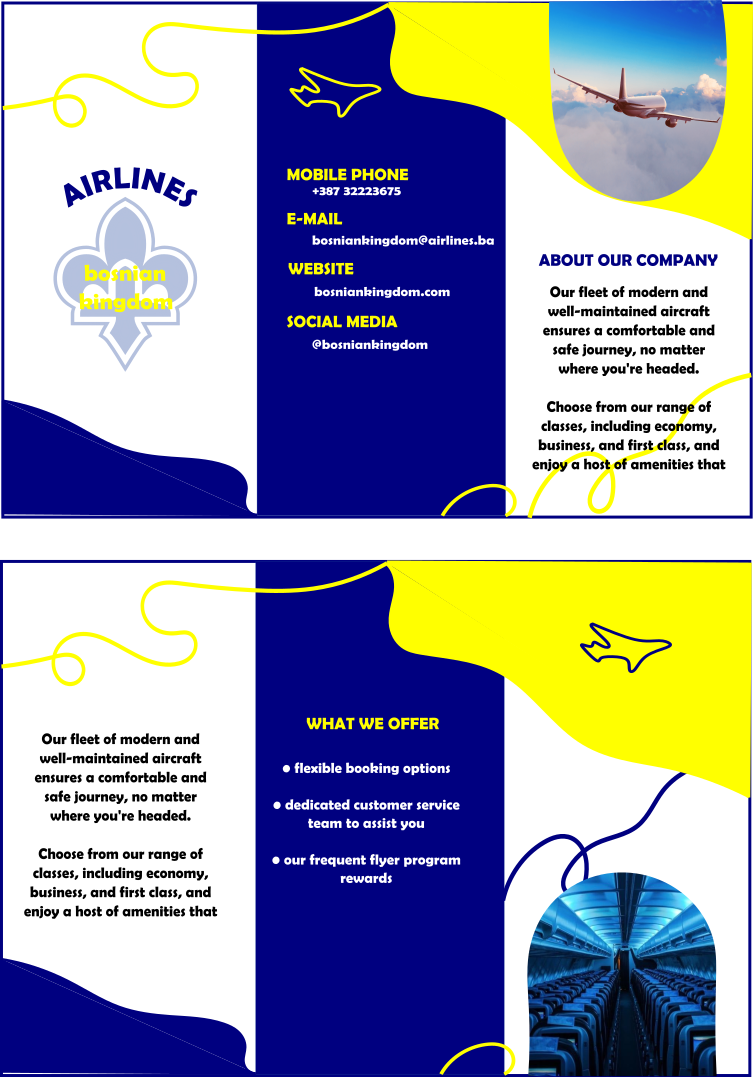 AIRLINES
bosnian
kingdom
MOBILE PHONE
+387 32223675
E-MAIL
bosniankingdom@airlines.ba
WEBSITE
bosniankingdom.com
SOCIAL MEDIA
@bosniankingdom
ABOUT OUR COMPANY
Our fleet of modern and
well-maintained aircraft
ensures a comfortable and
safe journey, no matter
where you're headed.
Choose from our range of
classes, including economy,
business, and first class, and
enjoy a host of amenities that
Our fleet of modern and
well-maintained aircraft
ensures a comfortable and
safe journey, no matter
where you're headed.
Choose from our range of
classes, including economy,
business, and first class, and
enjoy a host of amenities that
WHAT WE OFFER
• flexible booking options
• dedicated customer service
team to assist you
• our frequent flyer program
rewards